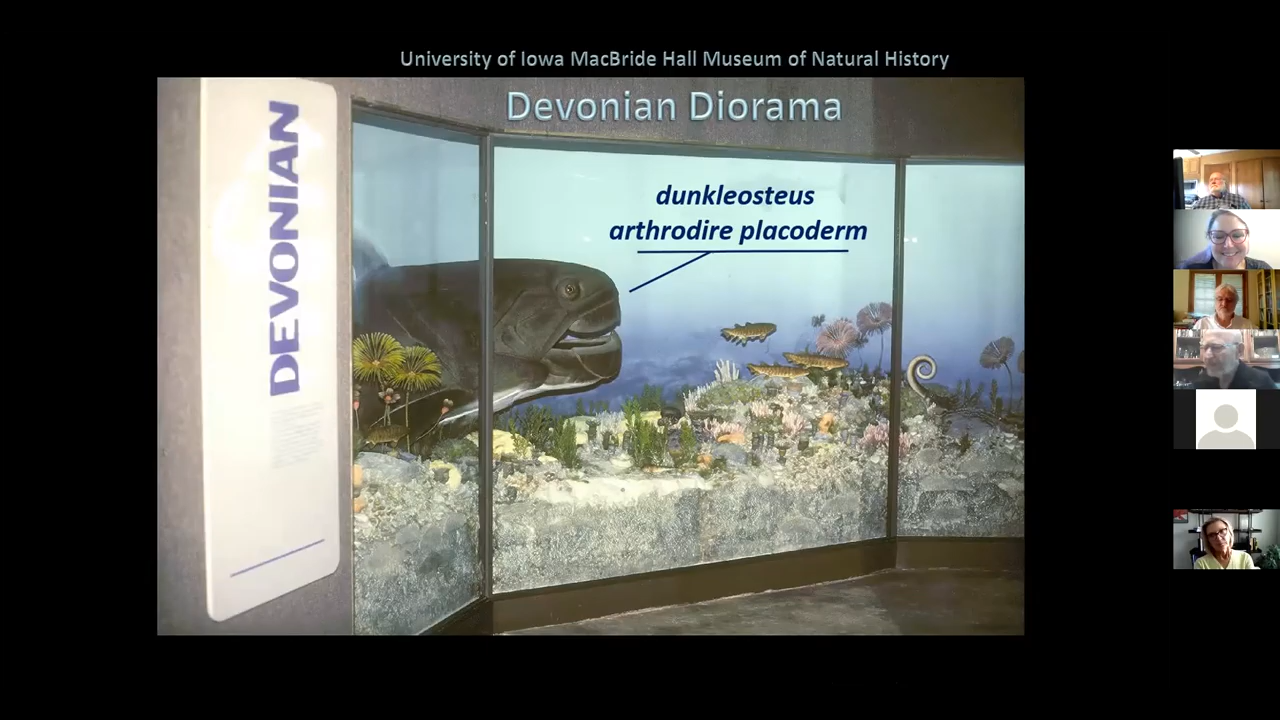 University of Iowa MacBride Hall Museum of Natural History
Devonian Diorama
DEVONIAN
dunkleosteus
arthrodire placoderm